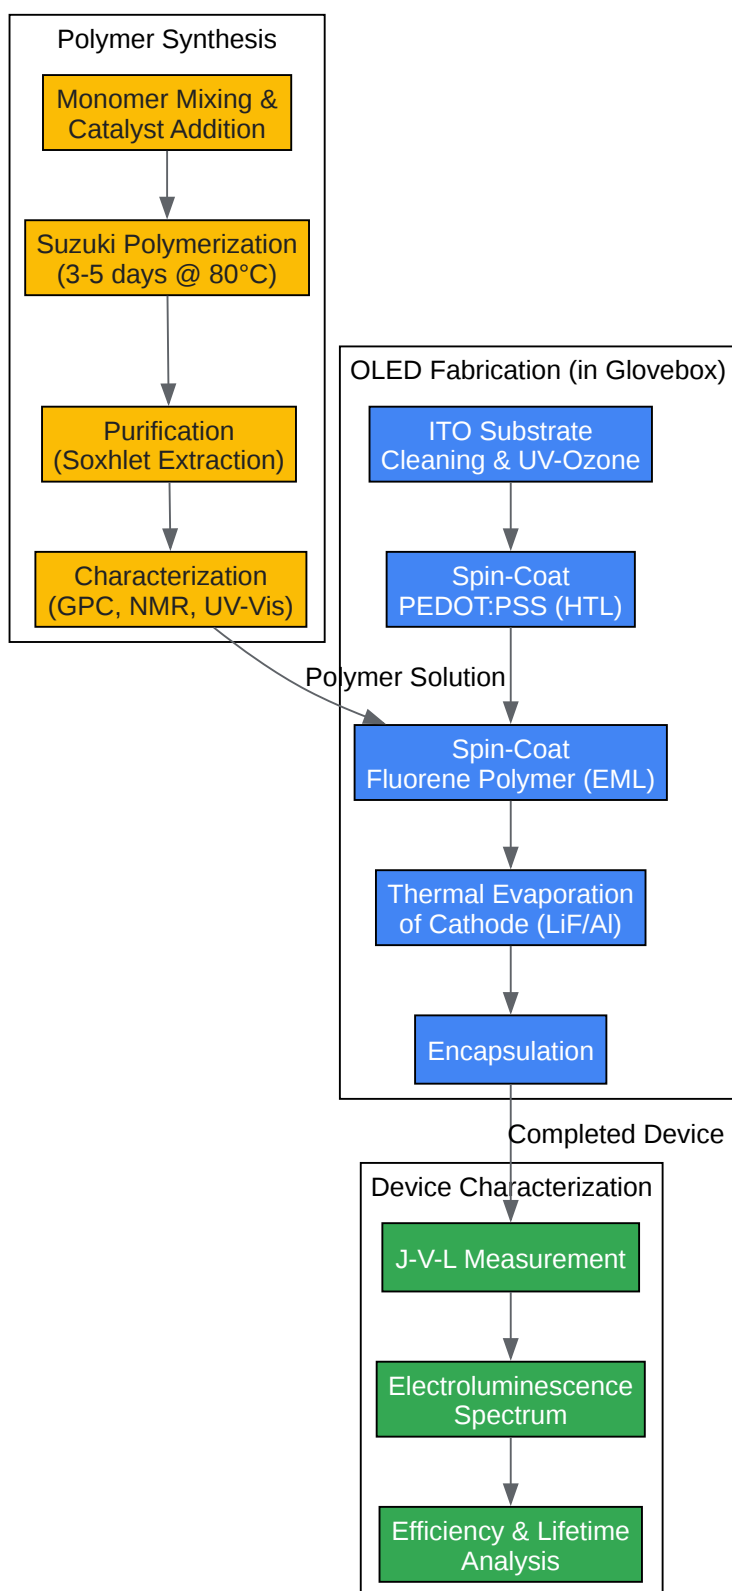 Polymer Synthesis
Monomer Mixing &
Catalyst Addition
Suzuki Polymerization
(3-5 days @ 80°C)
Purification
(Soxhlet Extraction)
Characterization
(GPC, NMR, UV-Vis)
Polymer Solution
OLED Fabrication (in Glovebox)
ITO Substrate
Cleaning & UV-Ozone
Spin-Coat
PEDOT:PSS (HTL)
Spin-Coat
Fluorene Polymer (EML)
Thermal Evaporation
of Cathode (LiF/Al)
Encapsulation
Completed Device
Device Characterization
J-V-L Measurement
Electroluminescence
Spectrum
Efficiency & Lifetime
Analysis